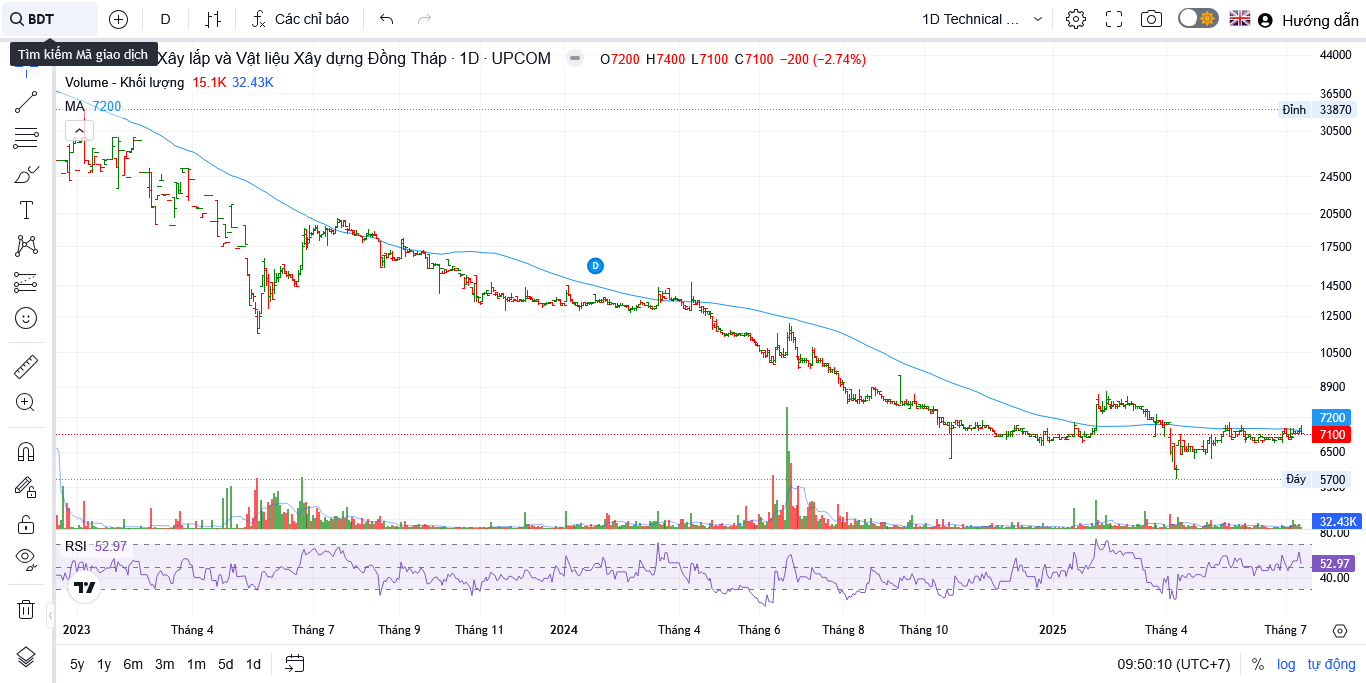 BDT
D
Các chỉ báo
1D Technical ...
Hướng dẫn
Tìm kiếm Mã giao dịch
Xây lắp và Vật liệu Xây dựng Đồng Tháp · 1D · UPCOM
O7200 H7400 L7100 C7100 −200 (−2.74%)
Volume - Khối lượng 15.1K 32.43K
MA 7200
44000
36500
Đỉnh 33870
30500
24500
20500
17500
14500
12500
10500
8900
7200
7100
6500
Đáy 5700
32.43K
80.00
RSI 52.97
52.97
40.00
D
2023 Tháng 4 Tháng 7 Tháng 9 Tháng 11 2024 Tháng 4 Tháng 6 Tháng 8 Tháng 10 2025 Tháng 4 Tháng 7
5y 1y 6m 3m 1m 5d 1d
09:50:10 (UTC+7) % log tự động